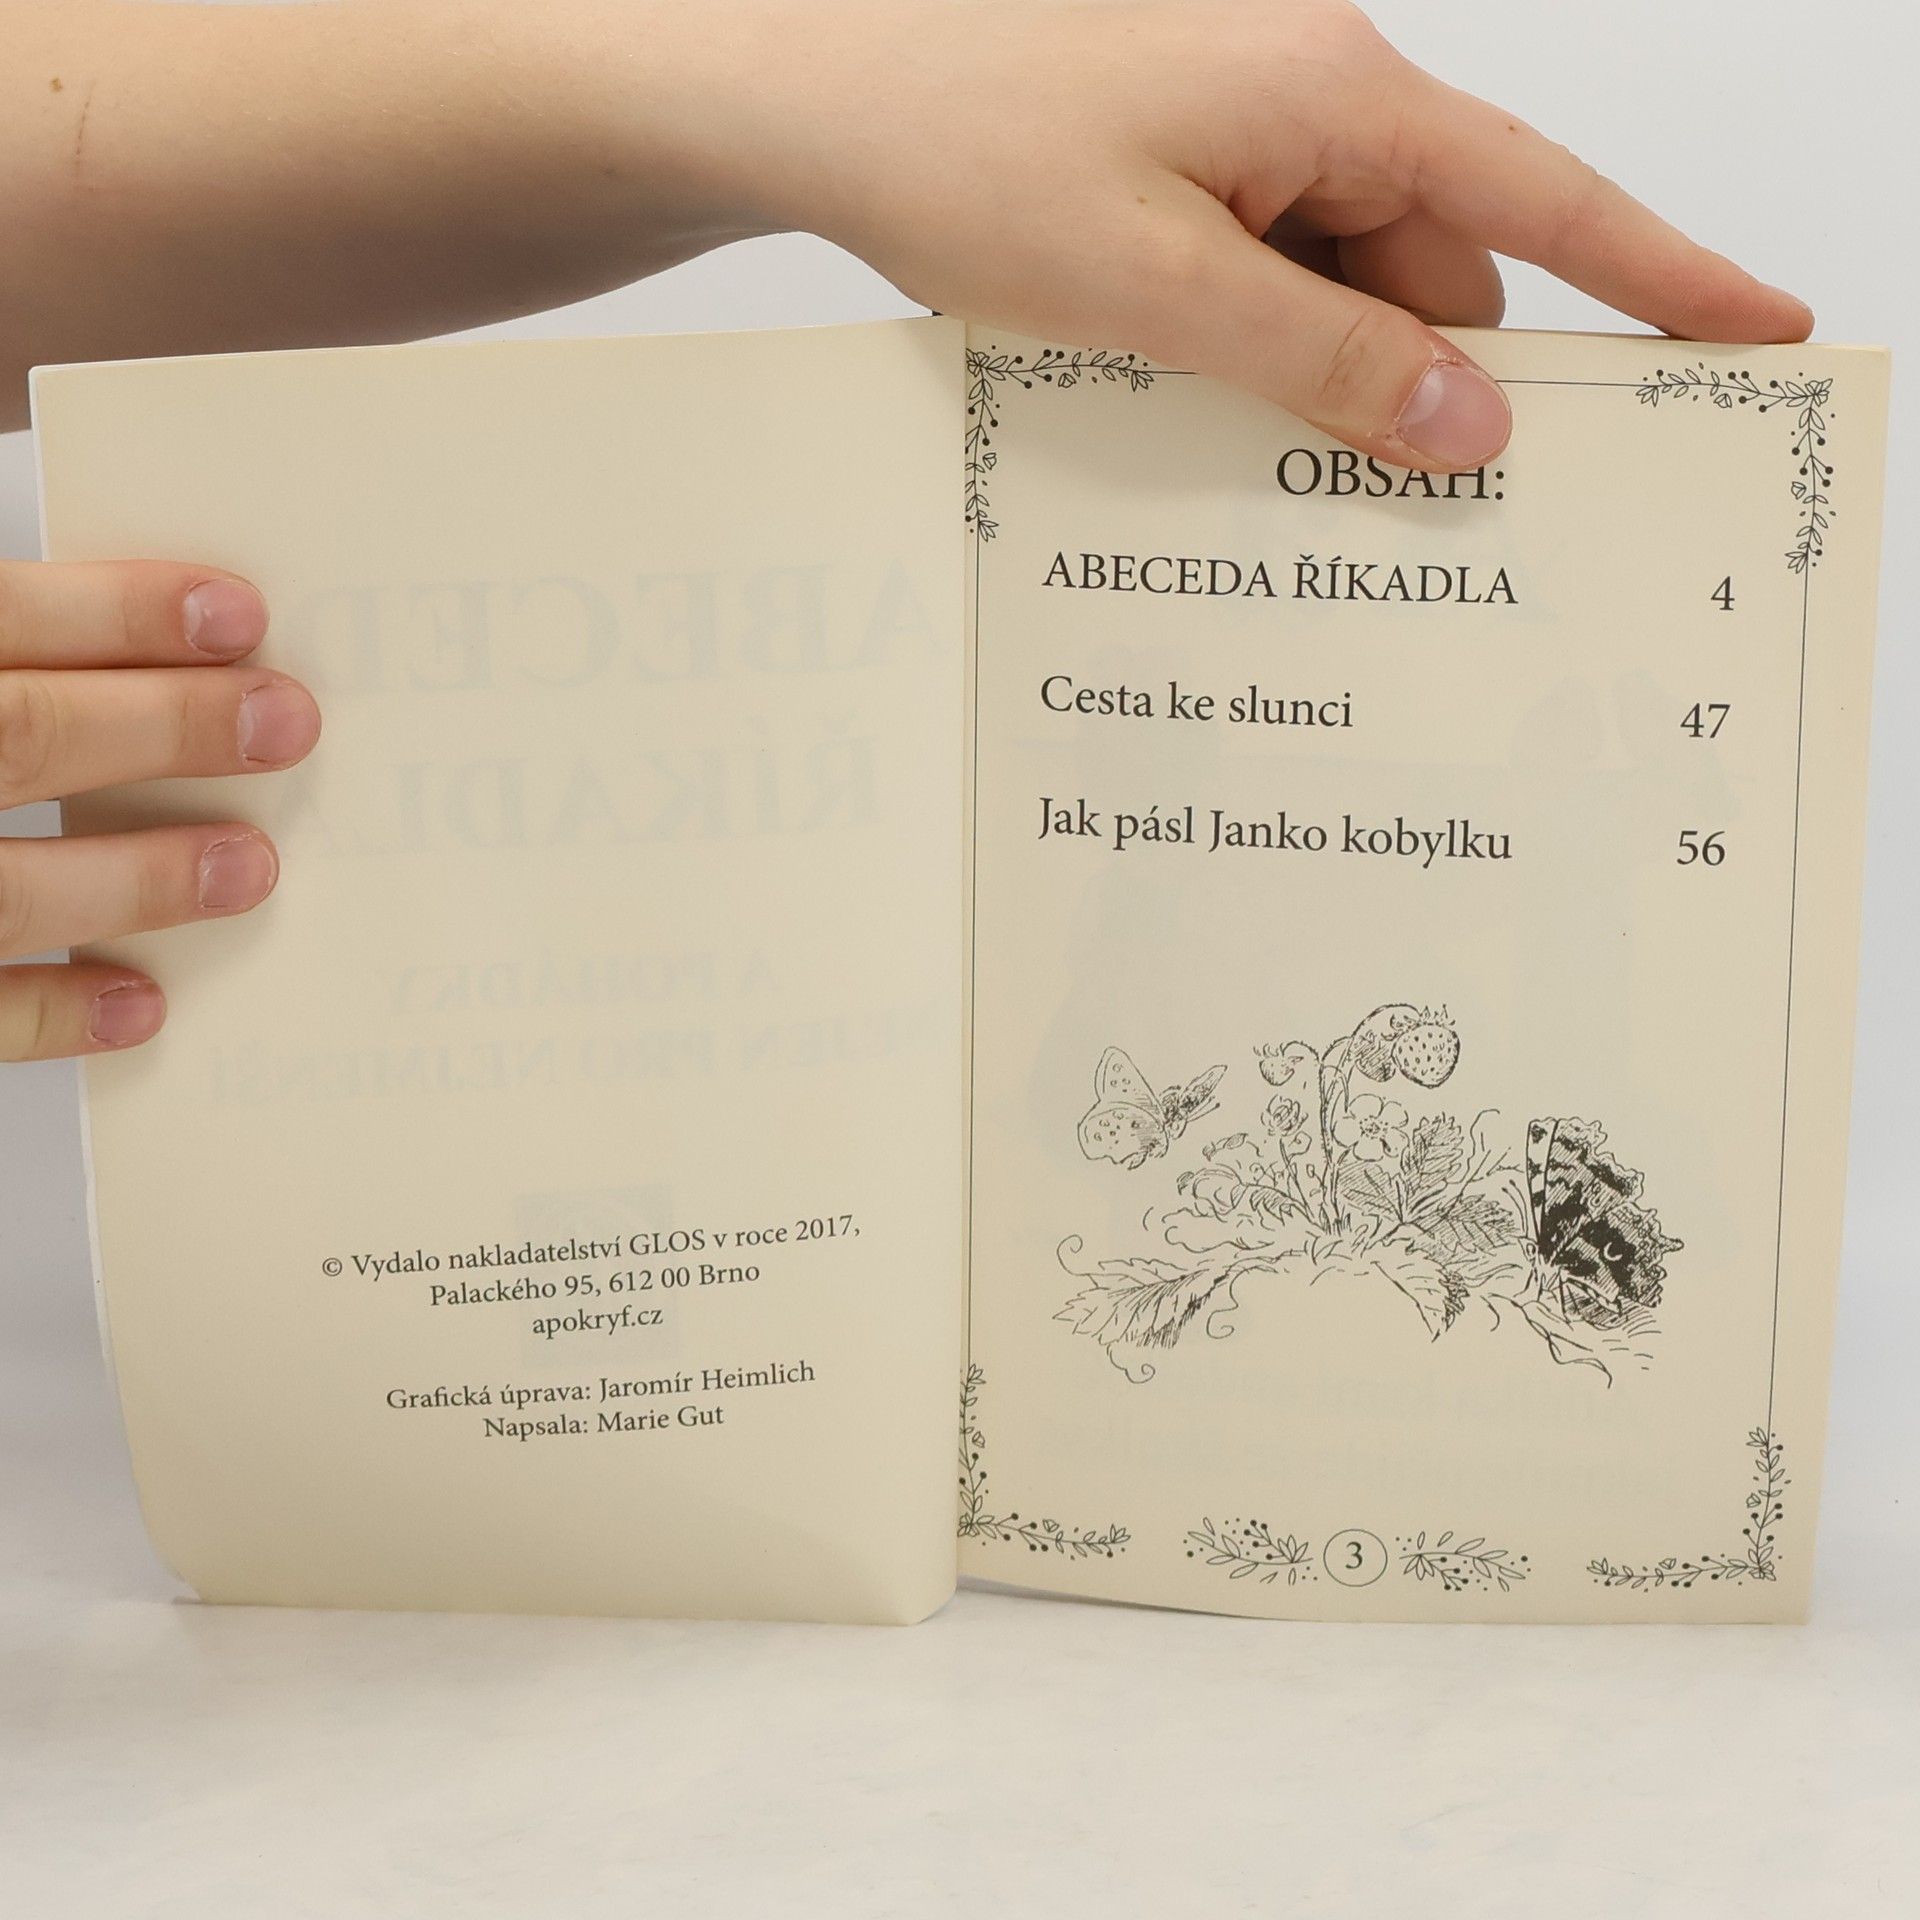 © Vydalo nakladatelství GLOS v roce 2017,
Palackého 95, 612 00 Brno
apokryf.cz
Grafická úprava: Jaromír Heimlich
Napsala: Marie Gut
OBSAH:
ABECEDA ŘÍKADLA 4
Cesta ke slunci 47
Jak pásl Janko kobylku 56
3